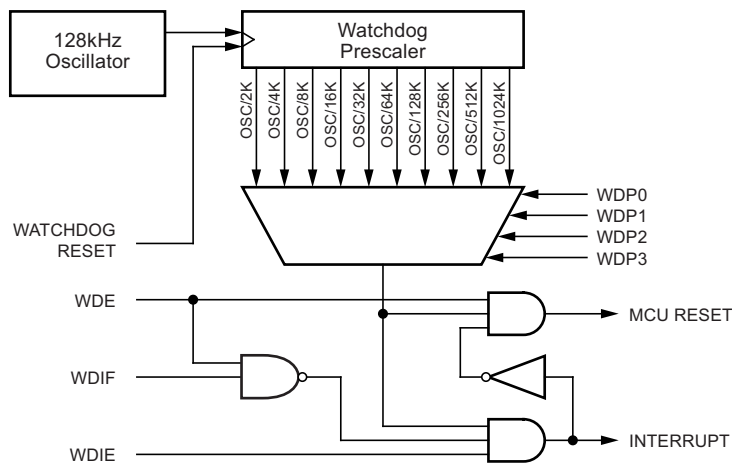 128kHz
Oscillator
Watchdog
Prescaler
OSC/2K
OSC/4K
OSC/8K
OSC/16K
OSC/32K
OSC/64K
OSC/128K
OSC/256K
OSC/512K
OSC/1024K
WDP0
WDP1
WDP2
WDP3
WATCHDOG
RESET
WDE
MCU RESET
WDIF
INTERRUPT
WDIE